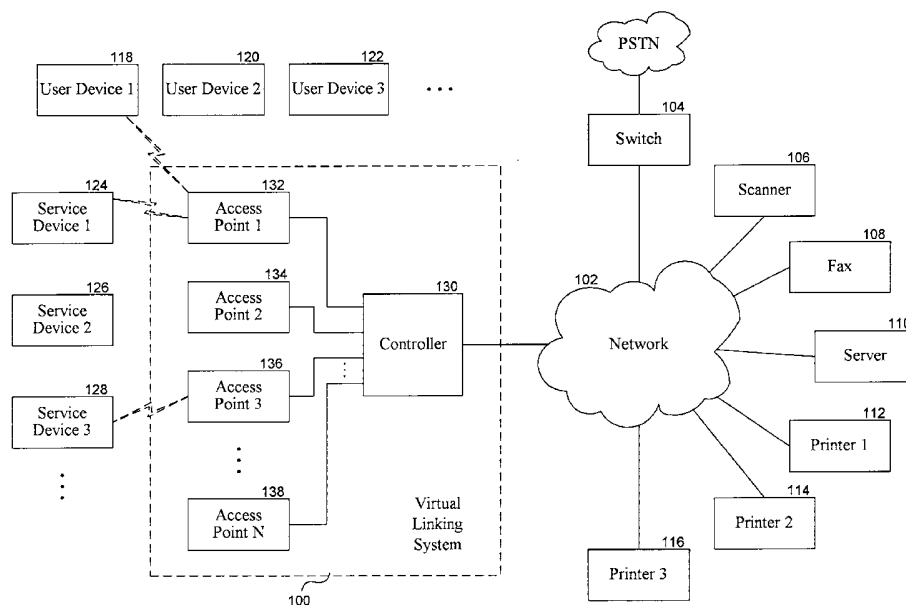 PSTN
118
User Device 1
120
User Device 2
122
User Device 3
104
Switch
106
Scanner
124
Service
Device 1
132
Access
Point 1
108
Fax
126
Service
Device 2
134
Access
Point 2
130
Controller
102
Network
110
Server
128
Service
Device 3
136
Access
Point 3
112
Printer 1
138
Access
Point N
Virtual
Linking
System
114
Printer 2
116
Printer 3
100